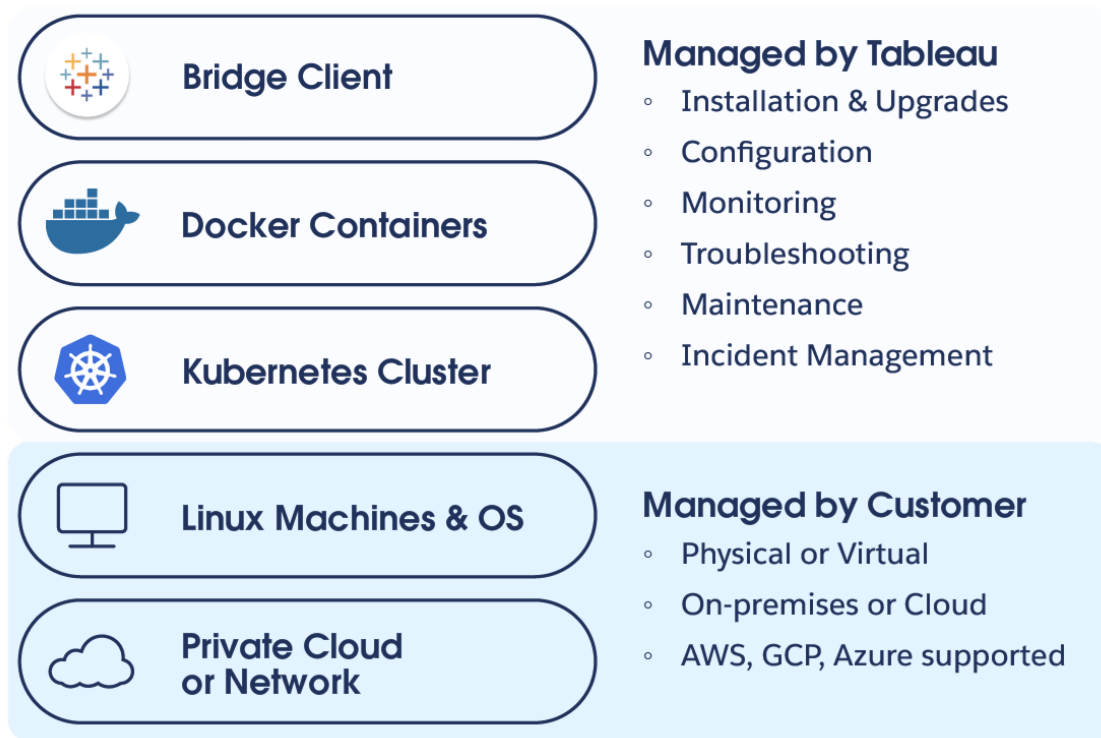 Bridge Client
Docker Containers
Kubernetes Cluster
Managed by Tableau
◦ Installation & Upgrades
◦ Configuration
◦ Monitoring
◦ Troubleshooting
◦ Maintenance
◦ Incident Management
Linux Machines & OS
Private Cloud
or Network
Managed by Customer
◦ Physical or Virtual
◦ On-premises or Cloud
◦ AWS, GCP, Azure supported